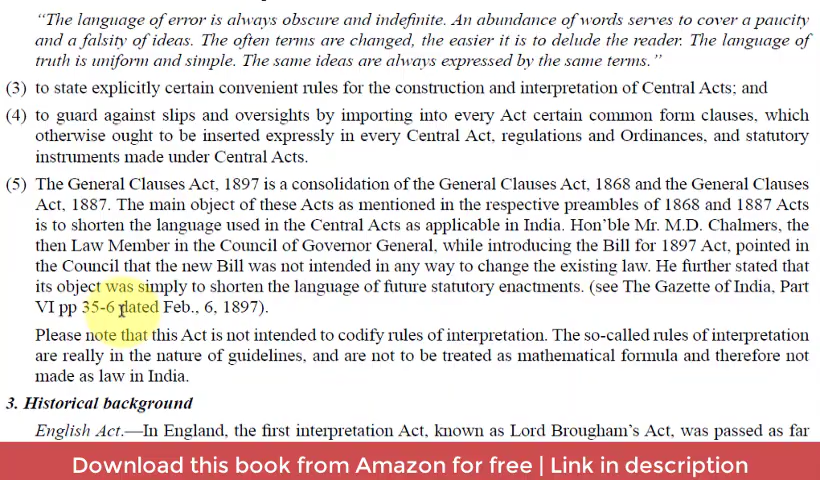 “The language of error is always obscure and indefinite. An abundance of words serves to cover a paucity
and a falsity of ideas. The often terms are changed, the easier it is to delude the reader. The language of
truth is uniform and simple. The same ideas are always expressed by the same terms.”
(3) to state explicitly certain convenient rules for the construction and interpretation of Central Acts; and
(4) to guard against slips and oversights by importing into every Act certain common form clauses, which
otherwise ought to be inserted expressly in every Central Act, regulations and Ordinances, and statutory
instruments made under Central Acts.
(5) The General Clauses Act, 1897 is a consolidation of the General Clauses Act, 1868 and the General Clauses
Act, 1887. The main object of these Acts as mentioned in the respective preambles of 1868 and 1887 Acts
is to shorten the language used in the Central Acts as applicable in India. Hon’ble Mr. M.D. Chalmers, the
then Law Member in the Council of Governor General, while introducing the Bill for 1897 Act, pointed in
the Council that the new Bill was not intended in any way to change the existing law. He further stated that
its object was simply to shorten the language of future statutory enactments. (see The Gazette of India, Part
VI pp 35-6 dated Feb., 6, 1897).
Please note that this Act is not intended to codify rules of interpretation. The so-called rules of interpretation
are really in the nature of guidelines, and are not to be treated as mathematical formula and therefore not
made as law in India.
3. Historical background
English Act.—In England, the first interpretation Act, known as Lord Brougham’s Act, was passed as far
Download this book from Amazon for free | Link in description